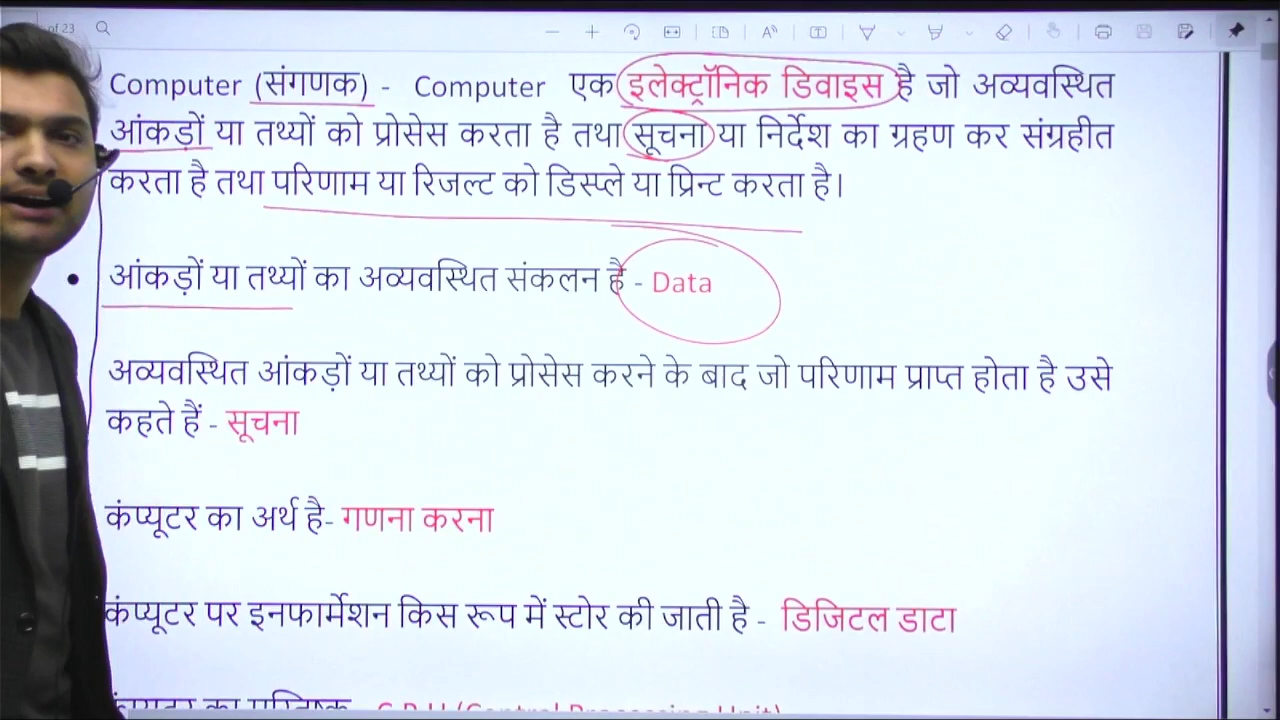 of 23
Computer (संगणक) - Computer एक इलेक्ट्रॉनिक डिवाइस है जो अव्यवस्थित
आंकड़ों या तथ्यों को प्रोसेस करता है तथा सूचना या निर्देश का ग्रहण कर संग्रहीत
करता है तथा परिणाम या रिजल्ट को डिस्प्ले या प्रिन्ट करता है।
• आंकड़ों या तथ्यों का अव्यवस्थित संकलन है - Data
अव्यवस्थित आंकड़ों या तथ्यों को प्रोसेस करने के बाद जो परिणाम प्राप्त होता है उसे
कहते हैं - सूचना
कंप्यूटर का अर्थ है- गणना करना
कंप्यूटर पर इनफार्मेशन किस रूप में स्टोर की जाती है - डिजिटल डाटा